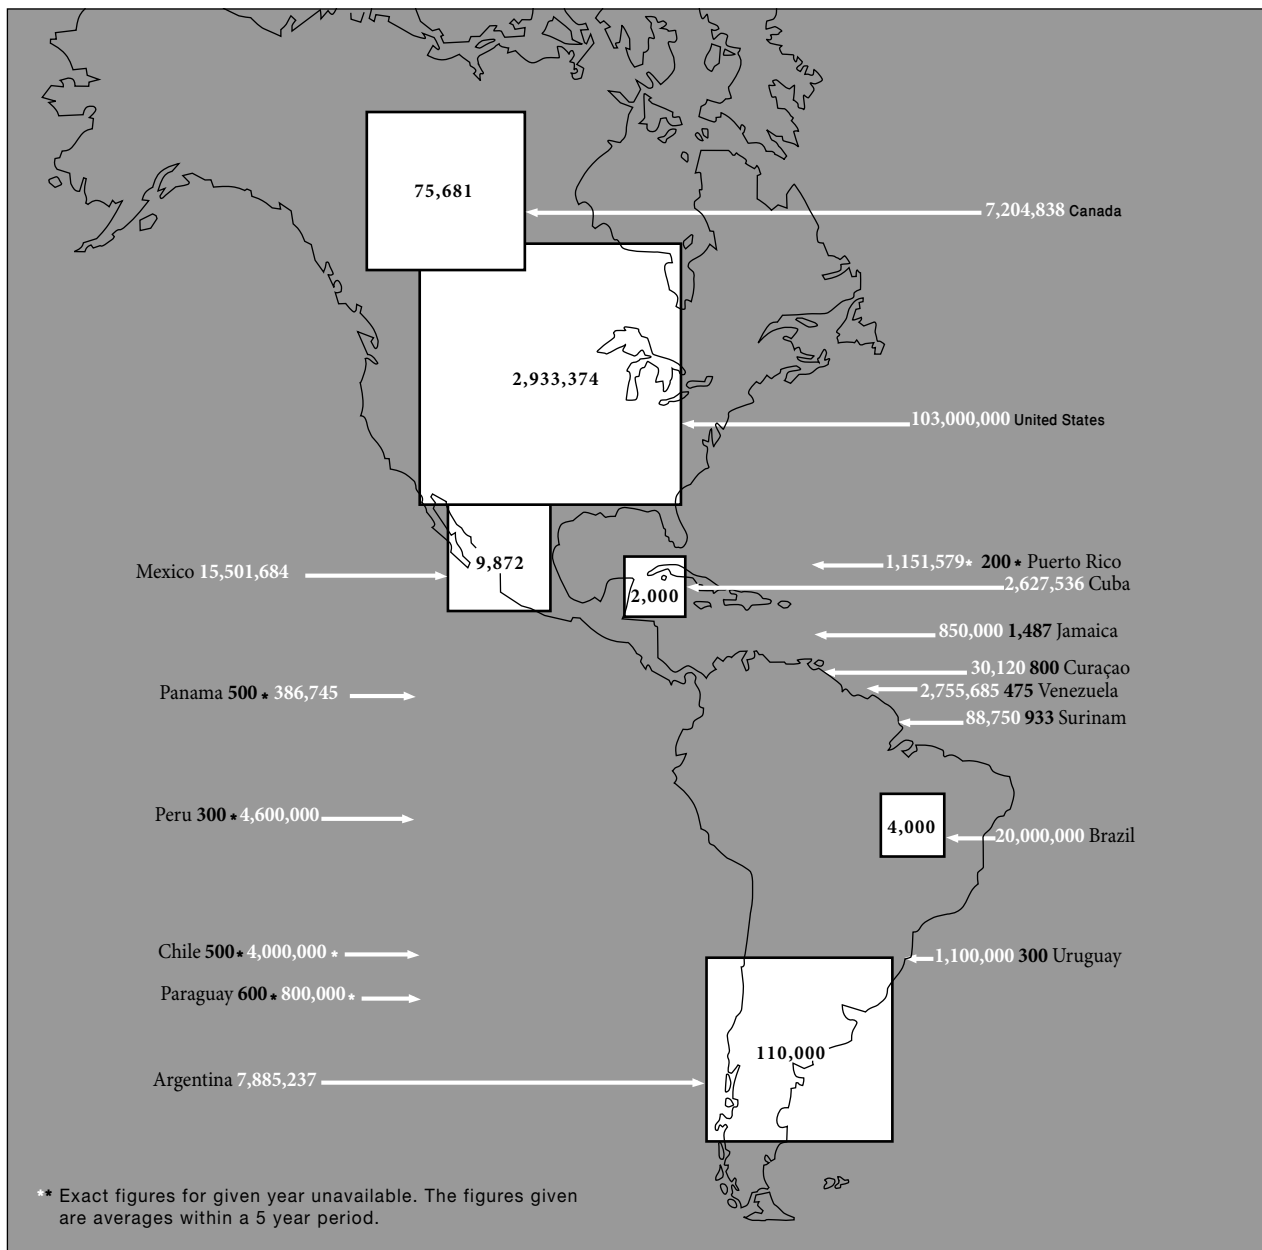 75,681
7,204,838 Canada
2,933,374
103,000,000 United States
Mexico 15,501,684
9,872
1,151,579* 200* Puerto Rico
2,627,536 Cuba
2,000
850,000 1,487 Jamaica
30,120 800 Curaçao
Panama 500* 386,745
2,755,685 475 Venezuela
88,750 933 Surinam
Peru 300* 4,600,000
4,000
20,000,000 Brazil
Chile 500* 4,000,000*
1,100,000 300 Uruguay
Paraguay 600* 800,000*
110,000
Argentina 7,885,237
** Exact figures for given year unavailable. The figures given
are averages within a 5 year period.